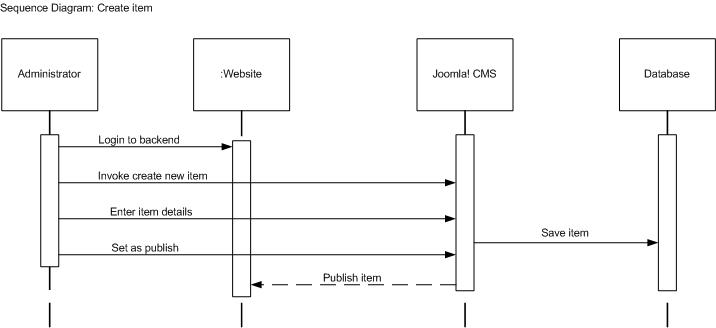 Sequence Diagram: Create item
Administrator
:Website
Joomla! CMS
Database
Login to backend
Invoke create new item
Enter item details
Save item
Set as publish
Publish item